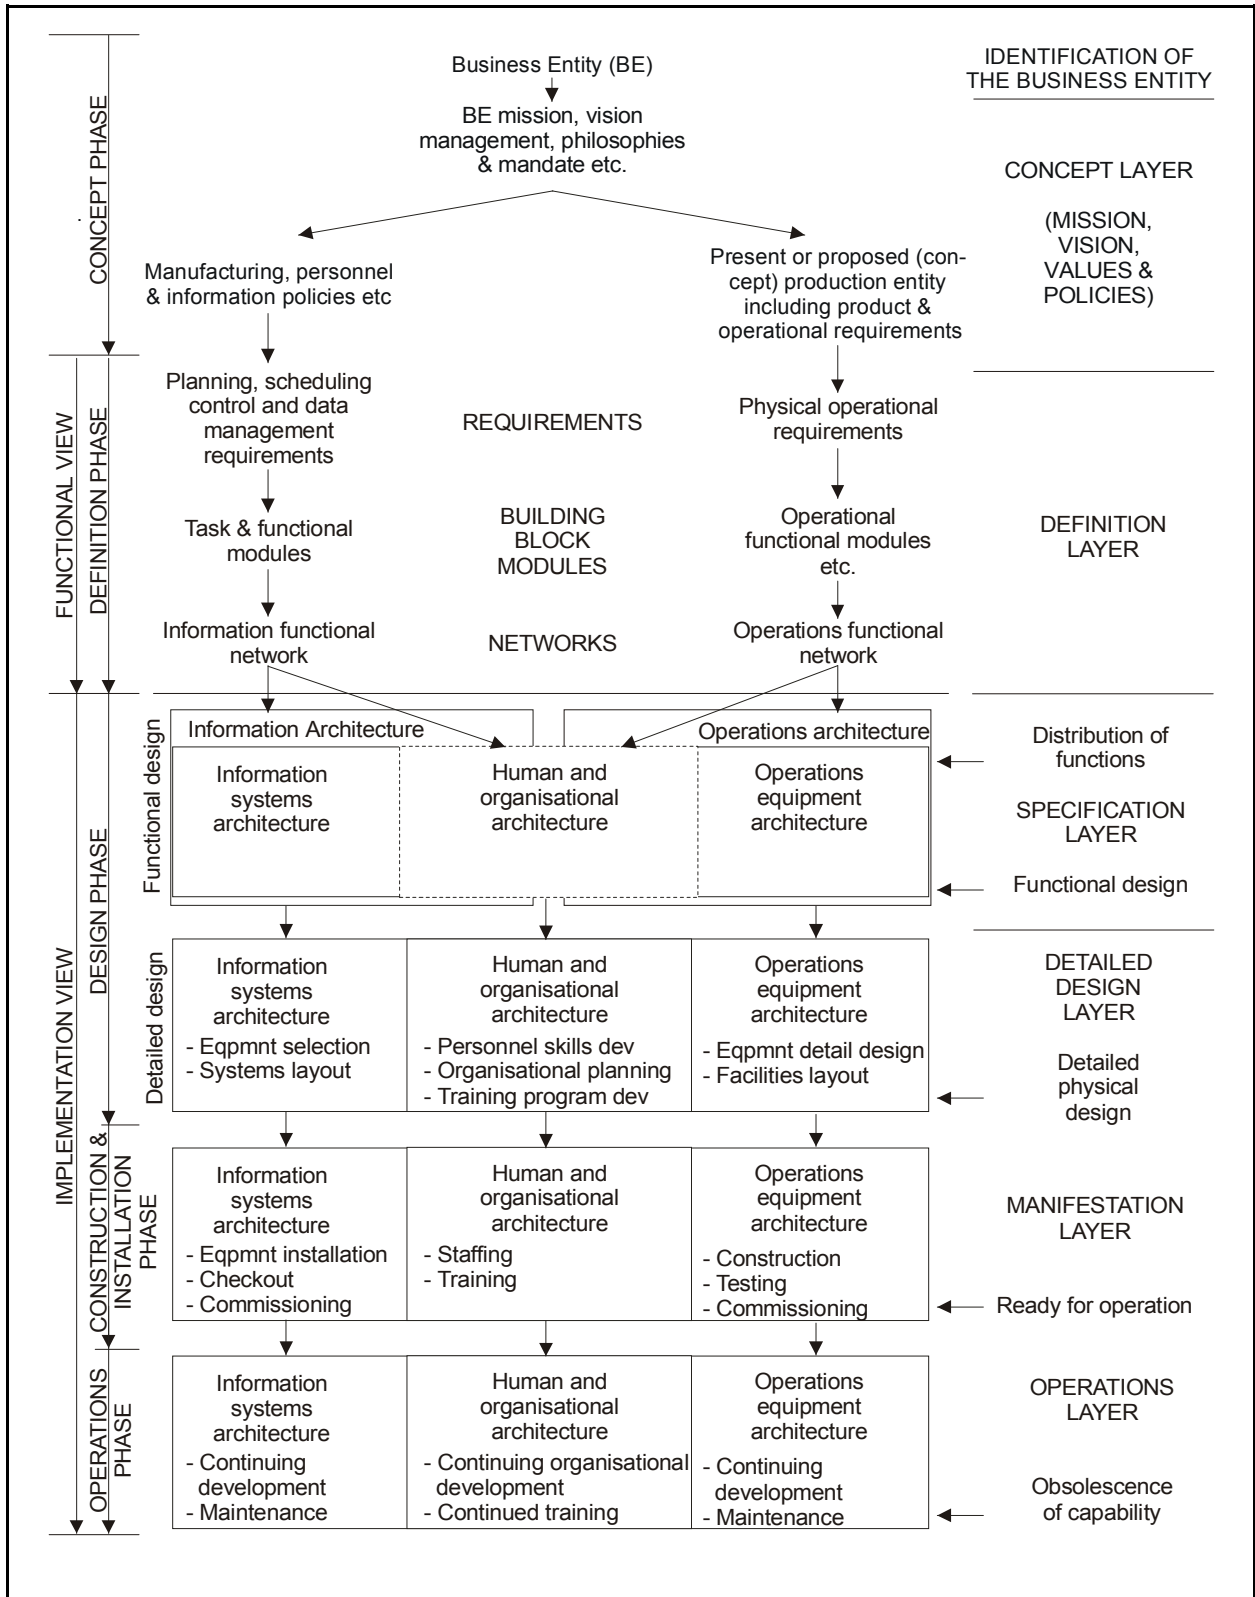 Business Entity (BE)
BE mission, vision
management, philosophies
& mandate etc.
IDENTIFICATION OF
THE BUSINESS ENTITY
CONCEPT PHASE
CONCEPT LAYER
(MISSION,
VISION,
VALUES &
POLICIES)
Manufacturing, personnel
& information policies etc
Present or proposed (con-
cept) production entity
including product &
operational requirements
FUNCTIONAL VIEW
DEFINITION PHASE
Planning, scheduling
control and data
management
requirements
REQUIREMENTS
Physical operational
requirements
Task & functional
modules
BUILDING
BLOCK
MODULES
Operational
functional modules
etc.
DEFINITION
LAYER
Information functional
network
NETWORKS
Operations functional
network
IMPLEMENTATION VIEW
DESIGN PHASE
Functional design
Information Architecture
Operations architecture
Information
systems
architecture
Human and
organisational
architecture
Operations
equipment
architecture
Distribution of
functions
SPECIFICATION
LAYER
Functional design
Detailed design
Information
systems
architecture
- Eqpmnt selection
- Systems layout
Human and
organisational
architecture
- Personnel skills dev
- Organisational planning
- Training program dev
Operations
equipment
architecture
- Eqpmnt detail design
- Facilities layout
DETAILED
DESIGN
LAYER
Detailed
physical
design
CONSTRUCTION &
INSTALLATION
PHASE
Information
systems
architecture
- Eqpmnt installation
- Checkout
- Commissioning
Human and
organisational
architecture
- Staffing
- Training
Operations
equipment
architecture
- Construction
- Testing
- Commissioning
MANIFESTATION
LAYER
Ready for operation
OPERATIONS
PHASE
Information
systems
architecture
- Continuing
development
- Maintenance
Human and
organisational
architecture
- Continuing organisational
development
- Continued training
Operations
equipment
architecture
- Continuing
development
- Maintenance
OPERATIONS
LAYER
Obsolescence
of capability